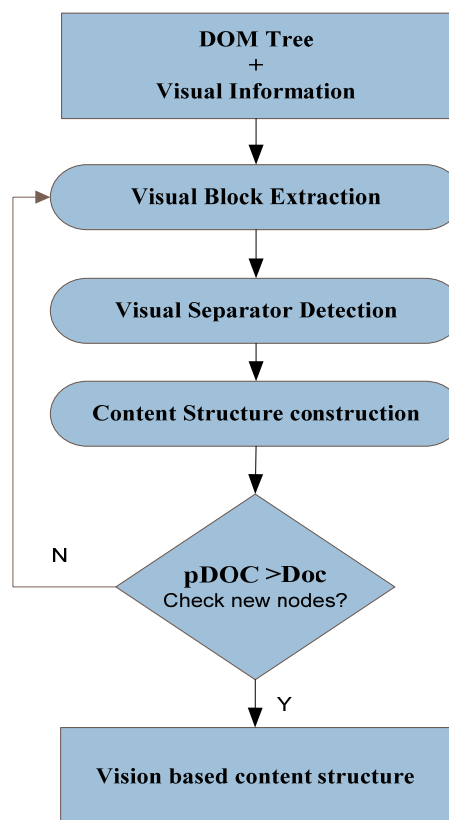 DOM Tree
+
Visual Information
Visual Block Extraction
Visual Separator Detection
Content Structure construction
pDOC >Doc
Check new nodes?
N
Y
Vision based content structure